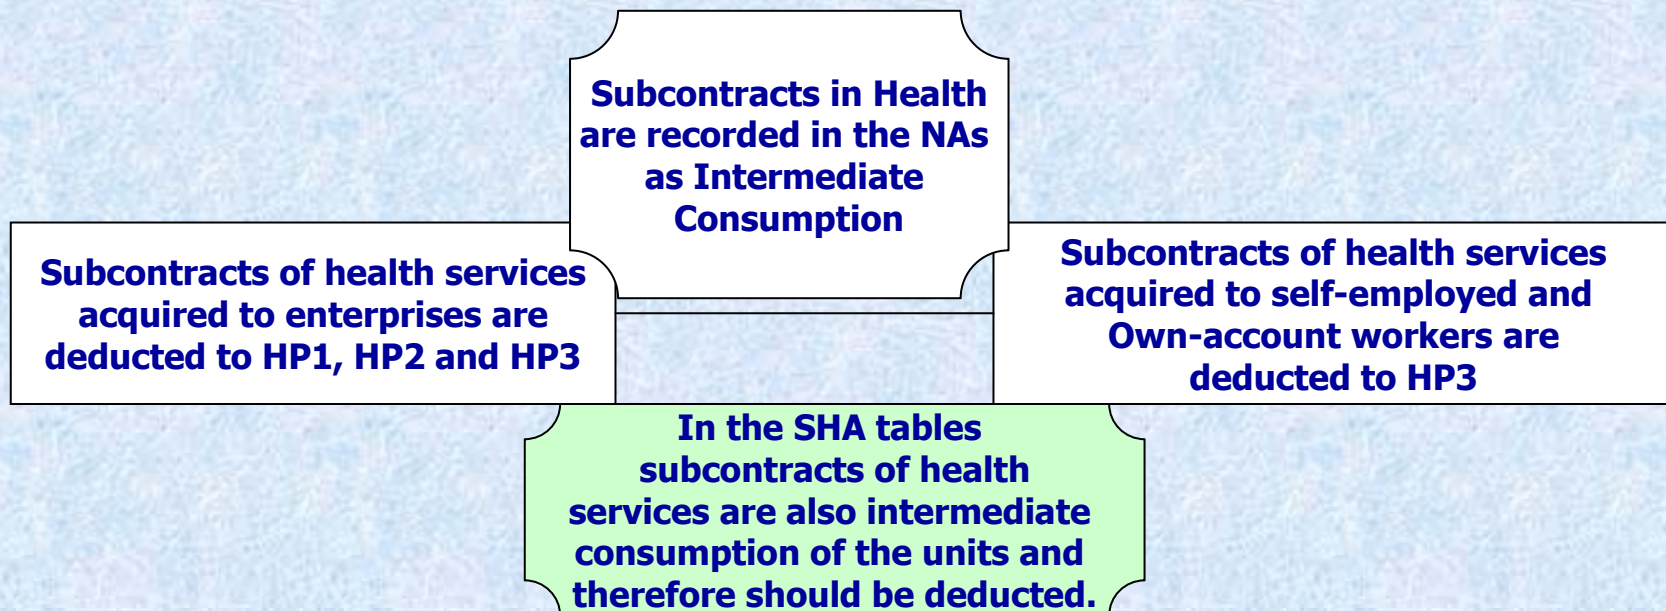 Subcontracts in Health
are recorded in the NAs
as Intermediate
Consumption
Subcontracts of health services
acquired to enterprises are
deducted to HP1, HP2 and HP3
Subcontracts of health services
acquired to self-employed and
Own-account workers are
deducted to HP3
In the SHA tables
subcontracts of health
services are also intermediate
consumption of the units and
therefore should be deducted.